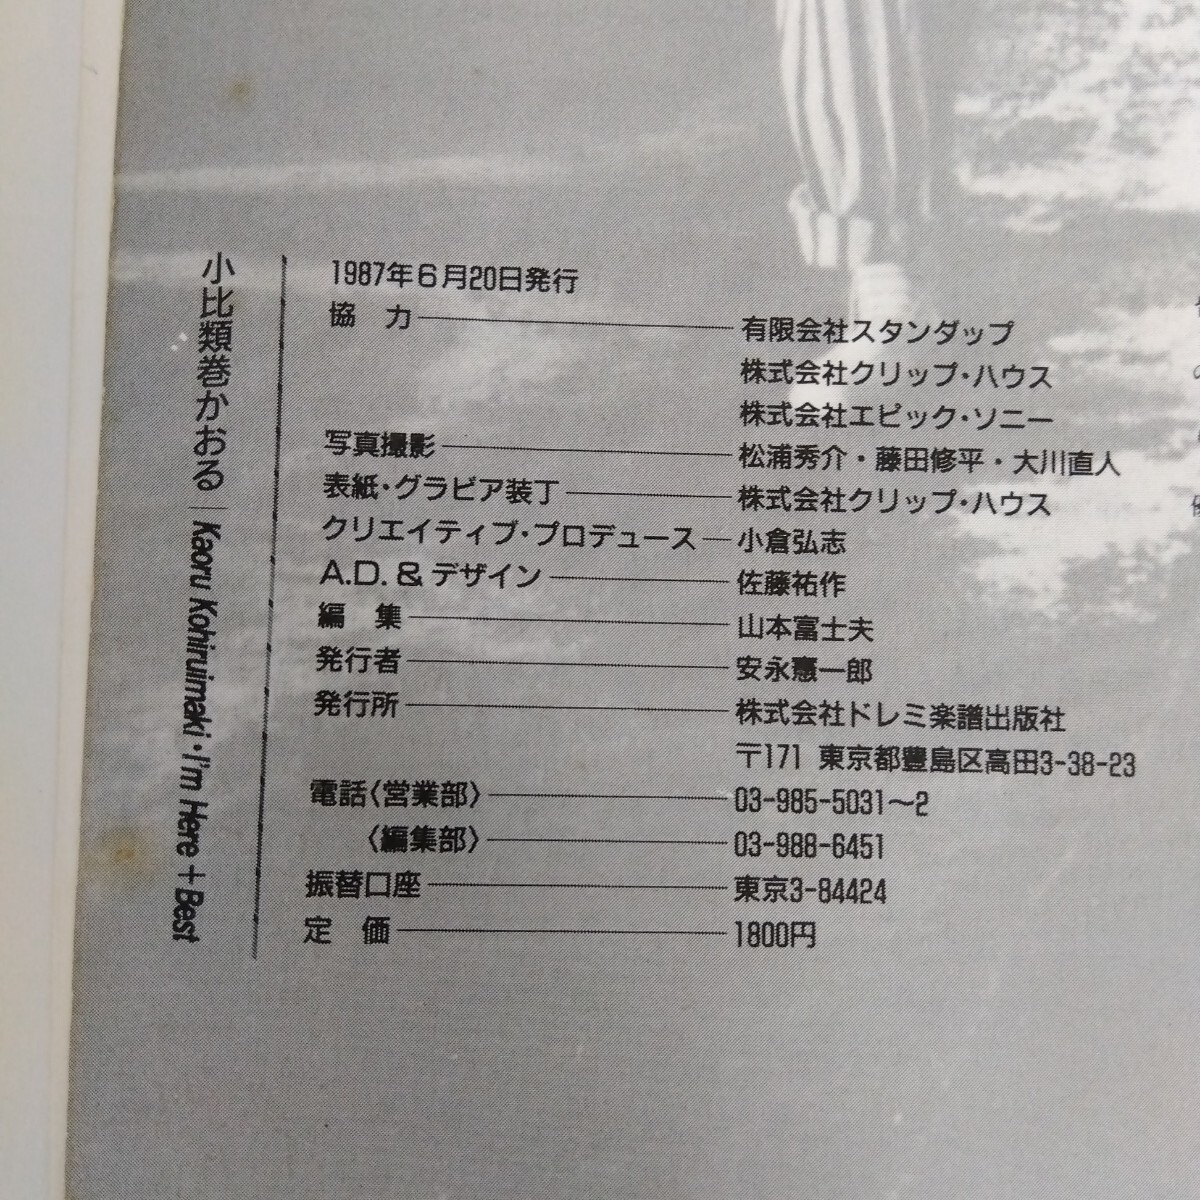 小比類巻かおる | Kaoru Kohiruimaki・I'm Here + Best
1987年6月20日発行
協 力 有限会社スタンダップ
株式会社クリップ・ハウス
株式会社エピック・ソニー
写真撮影 松浦秀介・藤田修平・大川直人
表紙・グラビア装丁 株式会社クリップ・ハウス
クリエイティブ・プロデュース 小倉弘志
A.D. & デザイン 佐藤祐作
編 集 山本富士夫
発行者 安永憲一郎
発行所 株式会社ドレミ楽譜出版社
〒171 東京都豊島区高田3-38-23
電話〈営業部〉 03-985-5031〜2
〈編集部〉 03-988-6451
振替口座 東京3-84424
定 価 1800円